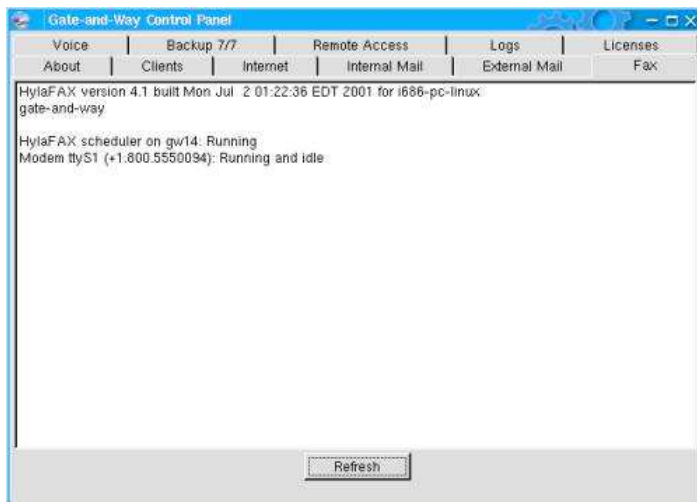 Gate-and-Way Control Panel
Voice Backup 7/7 Remote Access Logs Licenses
About Clients Internet Internal Mail External Mail Fax
HylaFAX version 4.1 built Mon Jul 2 01:22:36 EDT 2001 for i686-pc-linux
gate-and-way
HylaFAX scheduler on gw14: Running
Modem ttyS1 (+1.800.5550094): Running and idle
Refresh